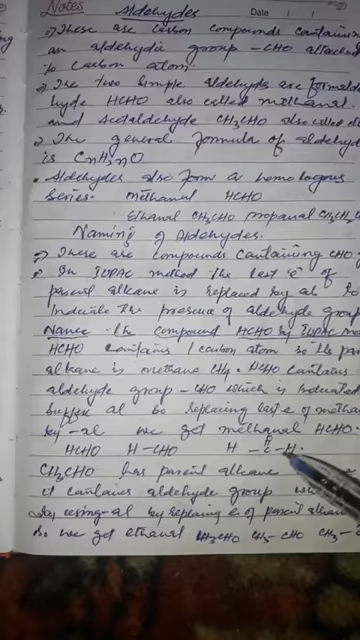 Notes Aldehydes Date / /
These are carbon compounds containing
an aldehydic group -CHO attached
to carbon atom.
The two simple aldehydes are formalde
hyde HCHO also called methanal
and acetaldehyde CH3CHO also called
The general formula of aldehyd
is CnH2nO
Aldehydes also form a homologous
series. methanal HCHO
Ethanal CH3CHO propanal CH3CH2
Naming of Aldehydes.
These are compounds containing CHO
In IUPAC method the last 'e' of
parent alkane is replaced by al to
indicate the presence of aldehyde group
Name the compound HCHO by IUPAC me
HCHO contains 1 carbon atom so its par
alkane is methane CH4. HCHO contains
aldehyde group -CHO which is indicated
suffix al so replacing last e of metha
by -al we get methanal HCHO.
HCHO H-CHO H-C-H.
CH3CHO has parent alkane
it contains aldehyde group
by using-al by replacing e of parent alkan
So we get ethanal CH3CHO CH3-CHO CH3-